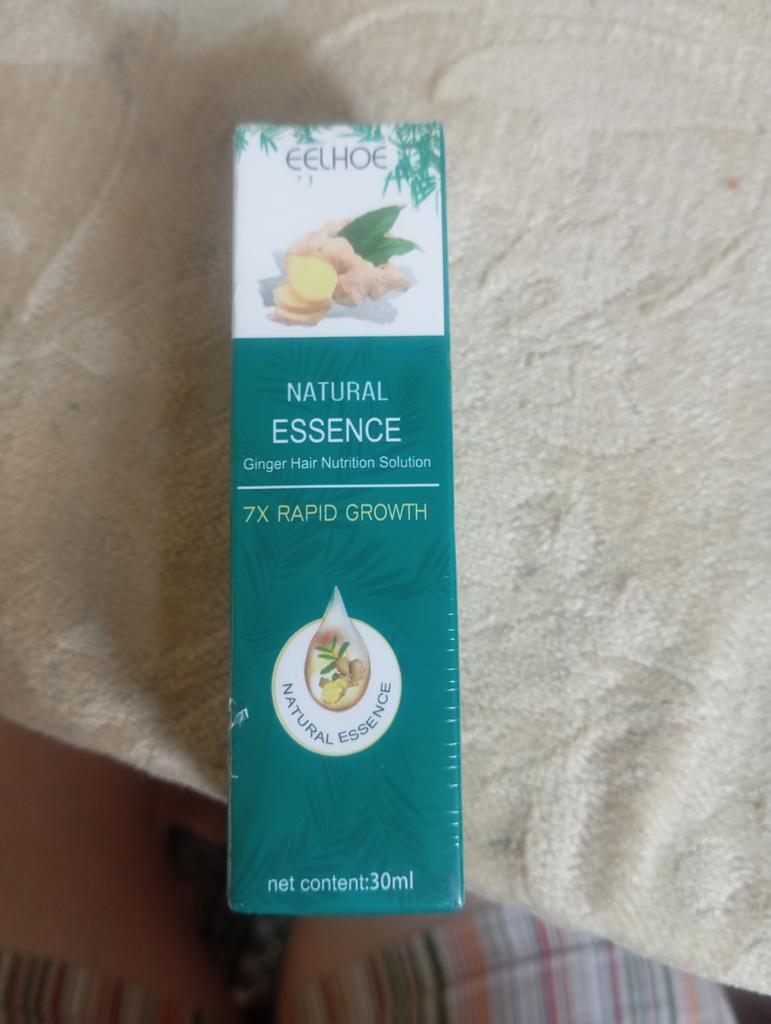 EELHOE
NATURAL
ESSENCE
Ginger Hair Nutrition Solution
7X RAPID GROWTH
NATURAL ESSENCE
net content:30ml